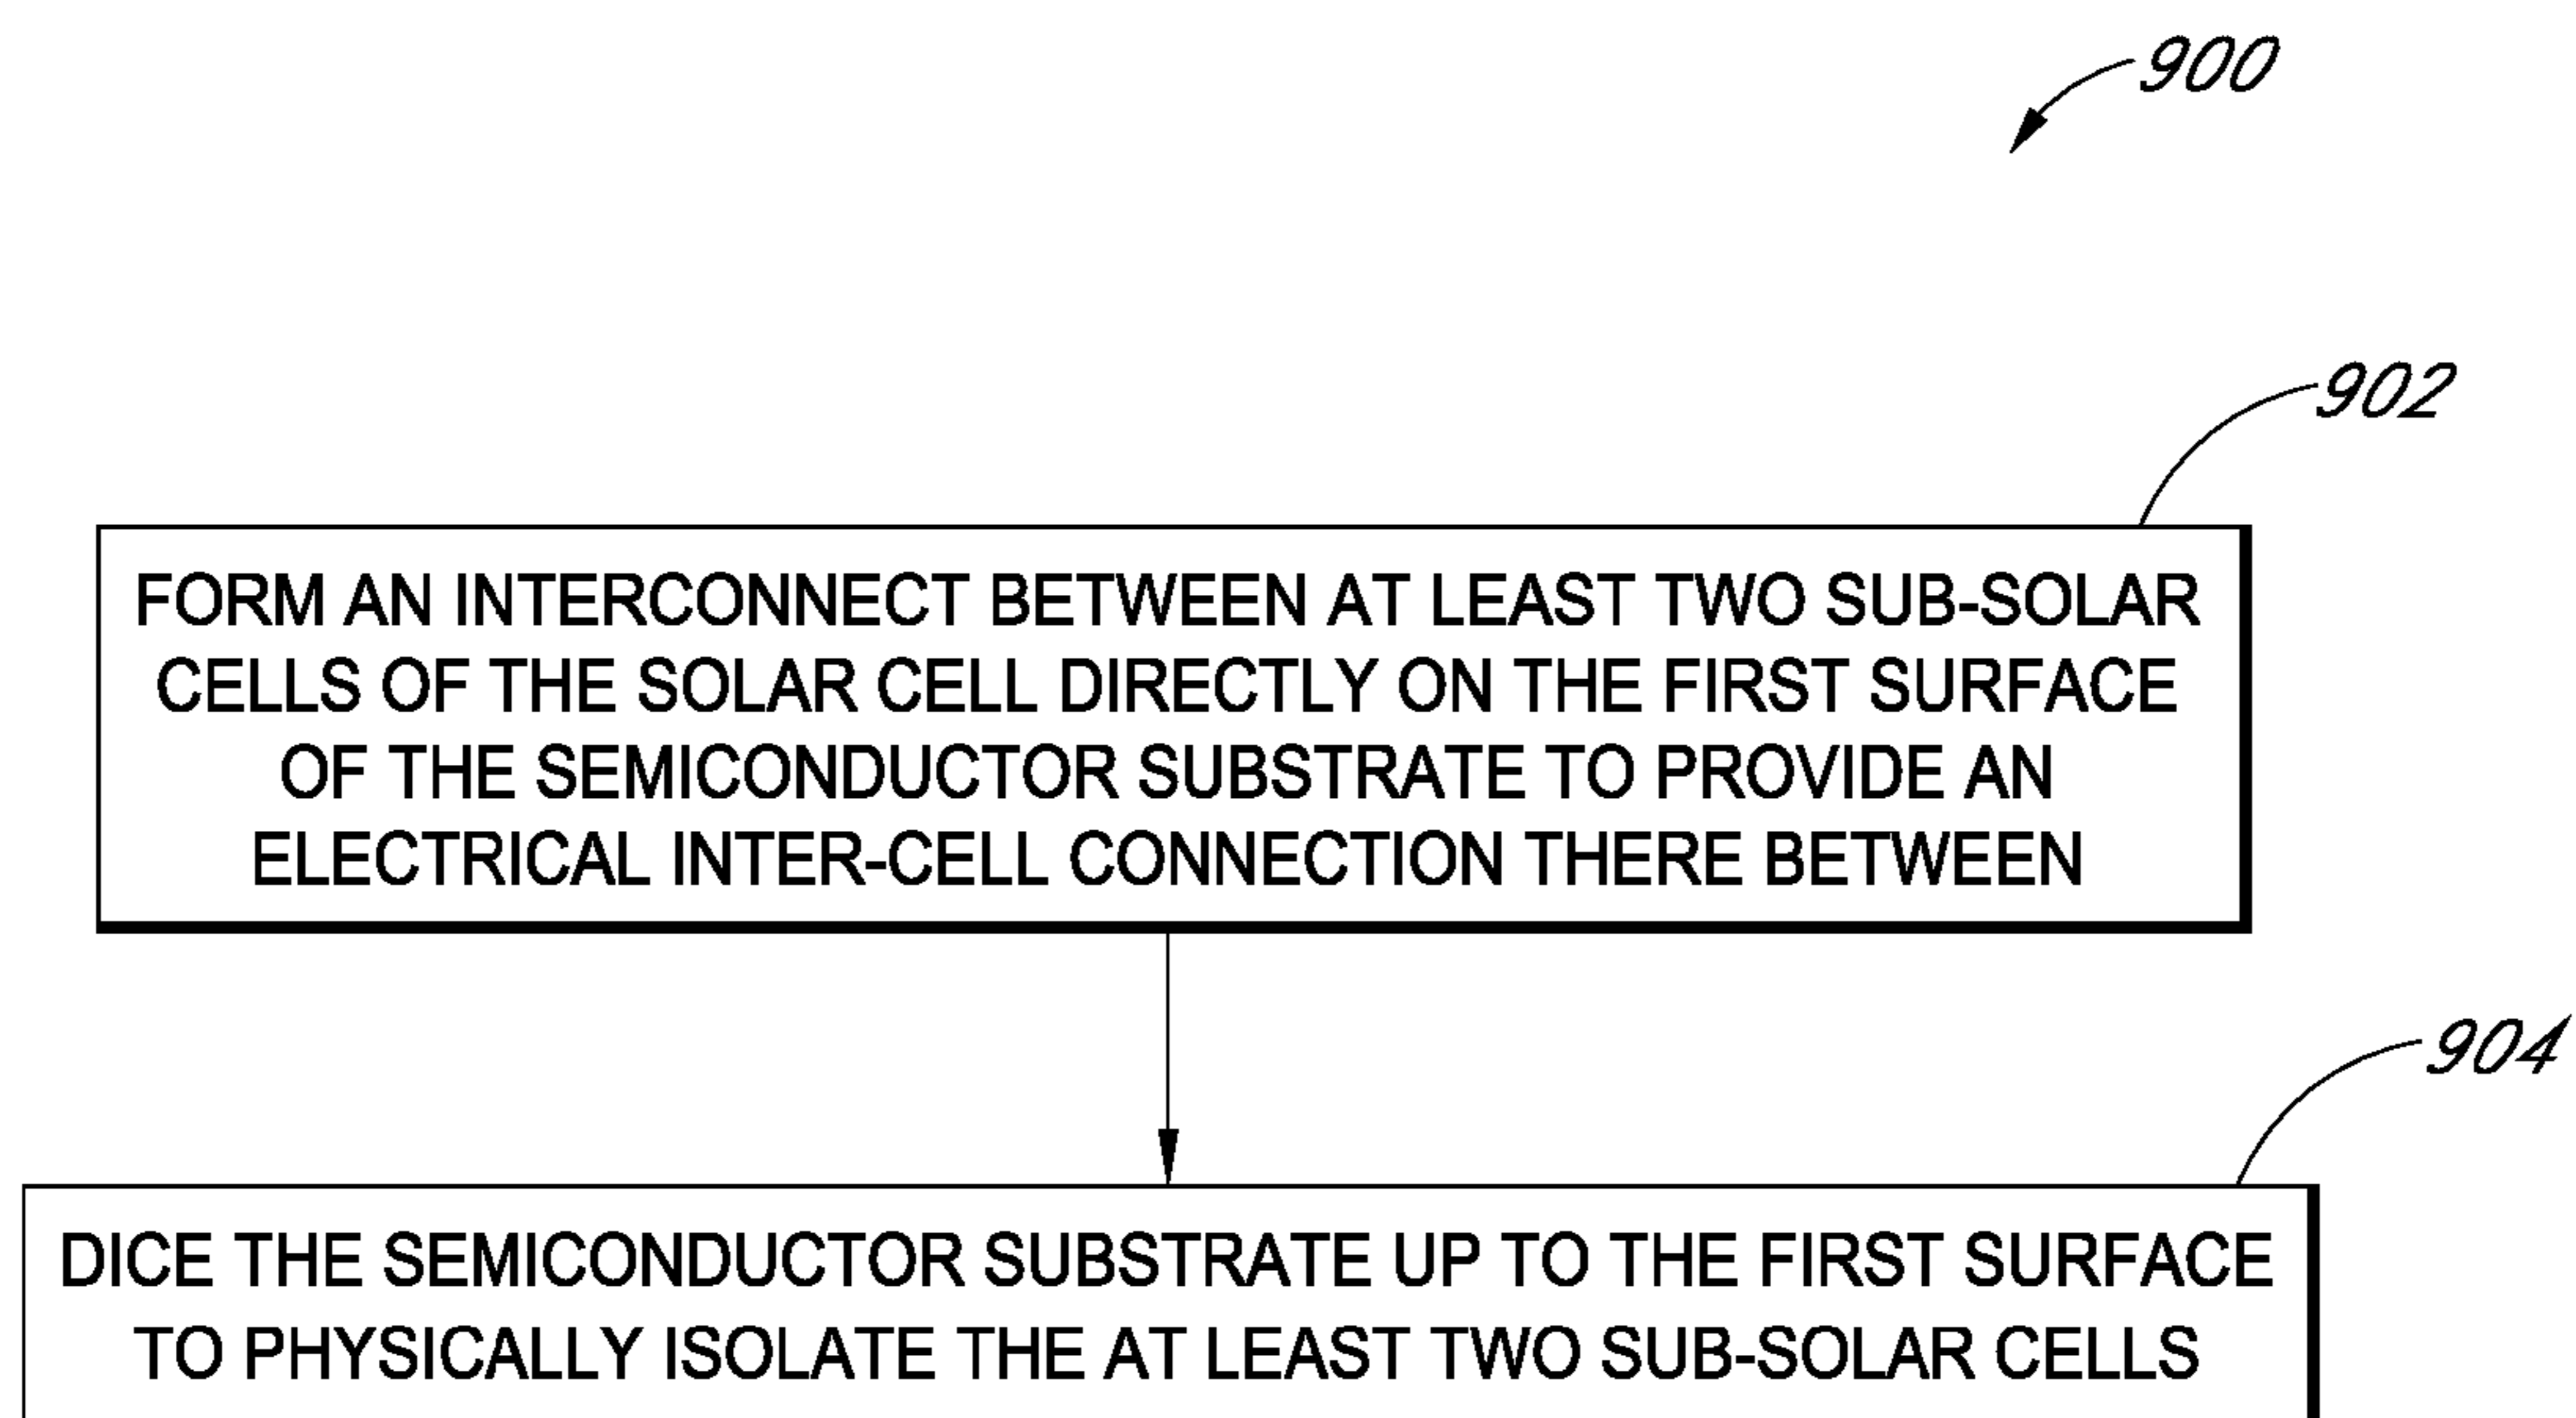 900
902
FORM AN INTERCONNECT BETWEEN AT LEAST TWO SUB-SOLAR
CELLS OF THE SOLAR CELL DIRECTLY ON THE FIRST SURFACE
OF THE SEMICONDUCTOR SUBSTRATE TO PROVIDE AN
ELECTRICAL INTER-CELL CONNECTION THERE BETWEEN
904
DICE THE SEMICONDUCTOR SUBSTRATE UP TO THE FIRST SURFACE
TO PHYSICALLY ISOLATE THE AT LEAST TWO SUB-SOLAR CELLS